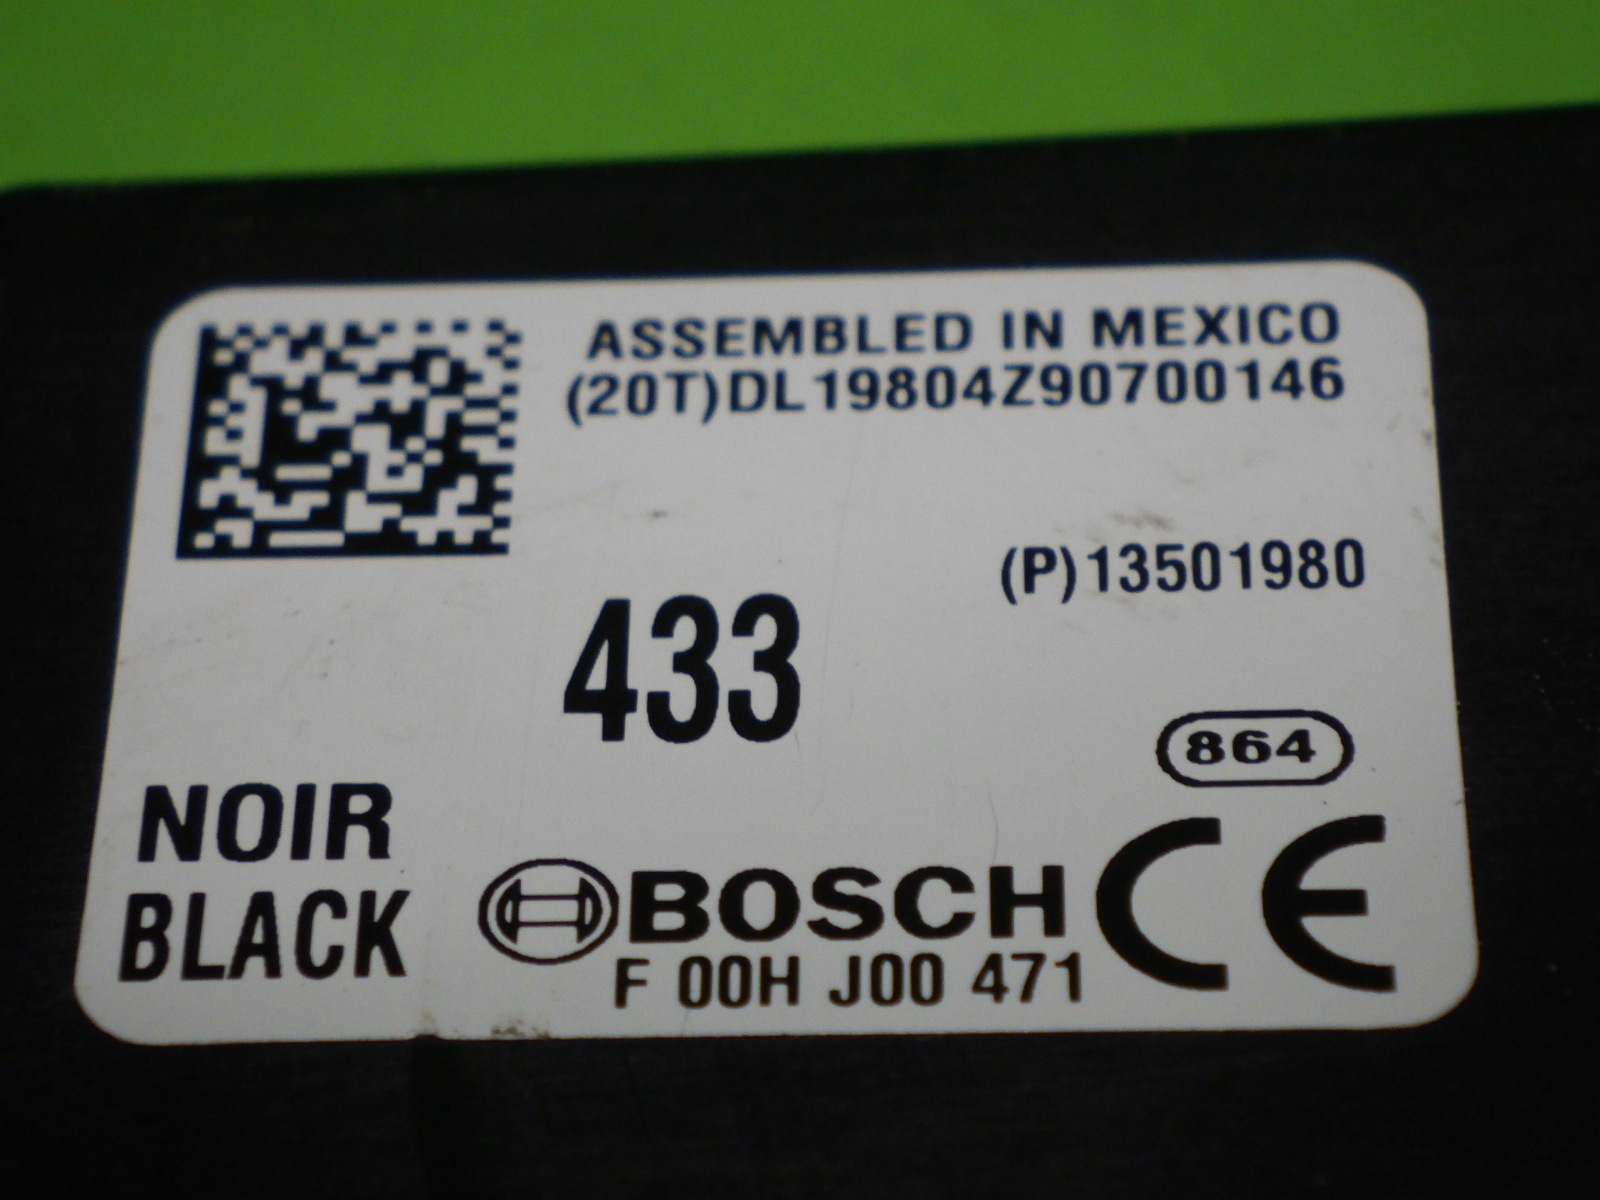 ASSEMBLED IN MEXICO
(20T)DL19804Z90700146
(P)13501980
433
864
NOIR
BLACK
BOSCH
CE
F 00H J00 471